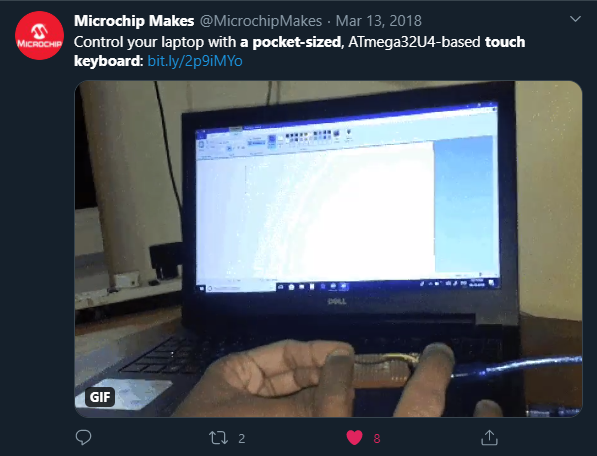 Microchip Makes @MicrochipMakes · Mar 13, 2018
MICROCHIP
Control your laptop with a pocket-sized, ATmega32U4-based touch
keyboard: bit.ly/2p9iMYo
DELL
GIF
2
8